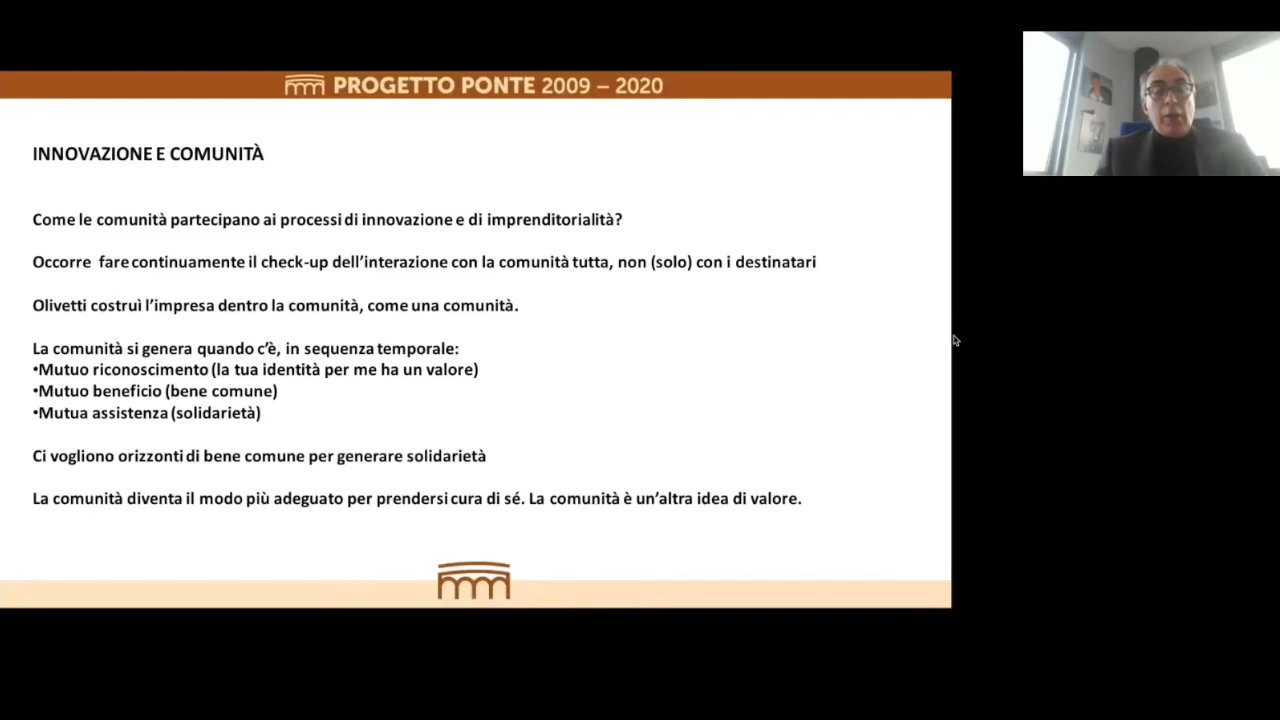 PROGETTO PONTE 2009 – 2020
INNOVAZIONE E COMUNITÀ
Come le comunità partecipano ai processi di innovazione e di imprenditorialità?
Occorre fare continuamente il check-up dell’interazione con la comunità tutta, non (solo) con i destinatari
Olivetti costruì l’impresa dentro la comunità, come una comunità.
La comunità si genera quando c’è, in sequenza temporale:
•Mutuo riconoscimento (la tua identità per me ha un valore)
•Mutuo beneficio (bene comune)
•Mutua assistenza (solidarietà)
Ci vogliono orizzonti di bene comune per generare solidarietà
La comunità diventa il modo più adeguato per prendersi cura di sé. La comunità è un’altra idea di valore.